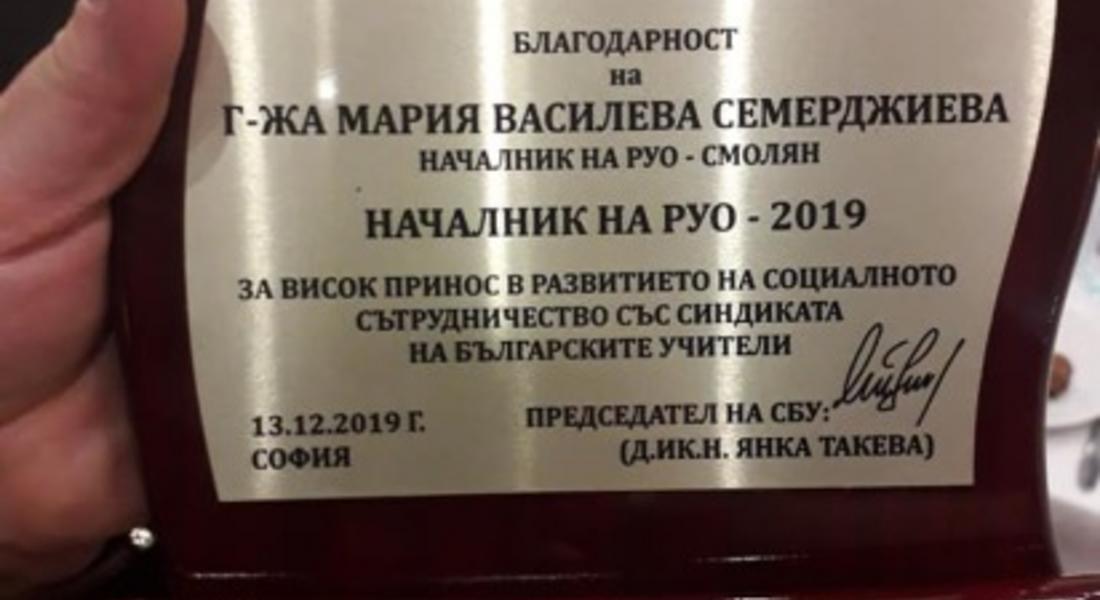 БЛАГОДАРНОСТ
на
Г-ЖА МАРИЯ ВАСИЛЕВА СЕМЕРДЖИЕВА
НАЧАЛНИК НА РУО - СМОЛЯН
НАЧАЛНИК НА РУО - 2019
ЗА ВИСОК ПРИНОС В РАЗВИТИЕТО НА СОЦИАЛНОТО
СЪТРУДНИЧЕСТВО СЪС СИНДИКАТА
НА БЪЛГАРСКИТЕ УЧИТЕЛИ
13.12.2019 Г.
СОФИЯ
ПРЕДСЕДАТЕЛ НА СБУ:
(Д.ИК.Н. ЯНКА ТАКЕВА)